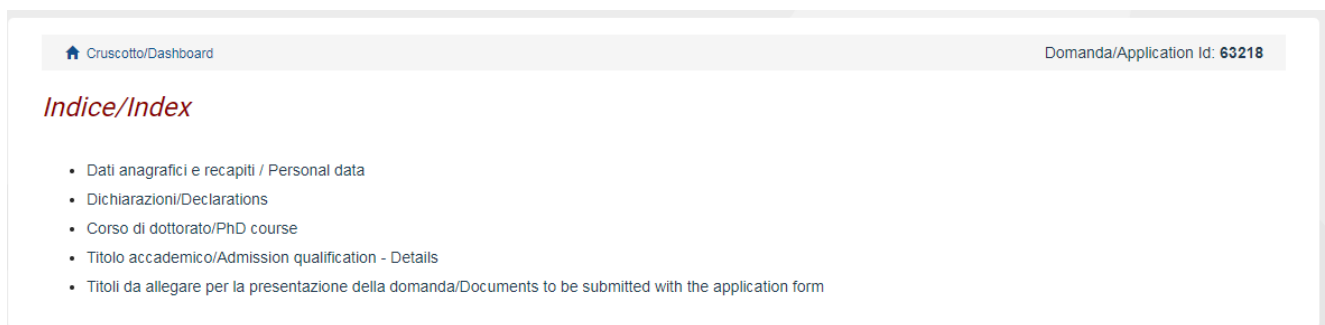 Cruscotto/Dashboard Domanda/Application Id: 63218
Indice/Index
• Dati anagrafici e recapiti / Personal data
• Dichiarazioni/Declarations
• Corso di dottorato/PhD course
• Titolo accademico/Admission qualification - Details
• Titoli da allegare per la presentazione della domanda/Documents to be submitted with the application form